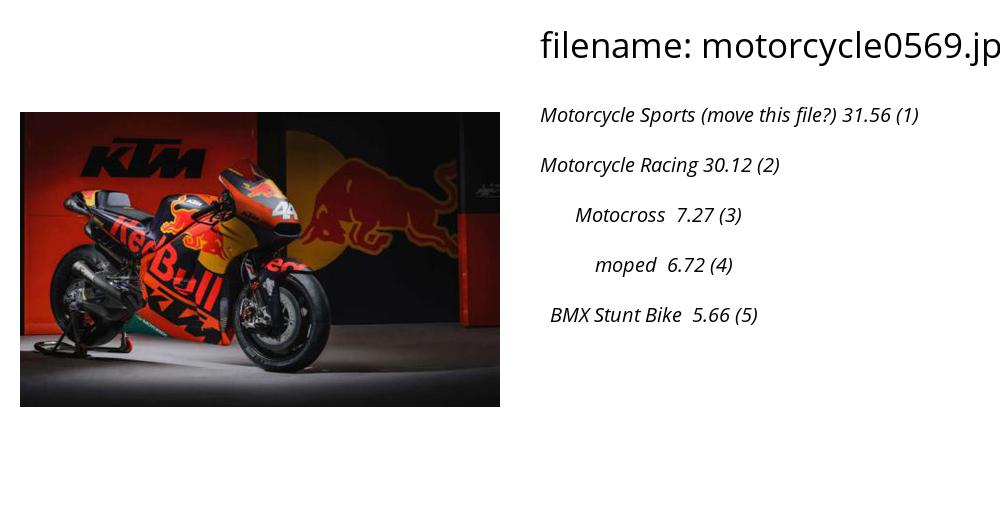 filename: motorcycle0569.jp
Motorcycle Sports (move this file?) 31.56 (1)
Motorcycle Racing 30.12 (2)
Motocross 7.27 (3)
moped 6.72 (4)
BMX Stunt Bike 5.66 (5)
KTM
44
Red Bull
KTM